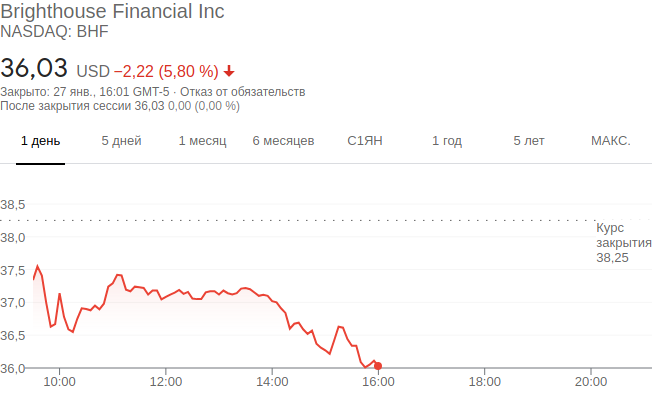 Brighthouse Financial Inc
NASDAQ: BHF
36,03 USD −2,22 (5,80 %)
Закрыто: 27 янв., 16:01 GMT-5 · Отказ от обязательств
После закрытия сессии 36,03 0,00 (0,00 %)
1 день 5 дней 1 месяц 6 месяцев С1ЯН 1 год 5 лет МАКС.
38,5
Курс
закрытия
38,25
38,0
37,5
37,0
36,5
36,0
10:00 12:00 14:00 16:00 18:00 20:00